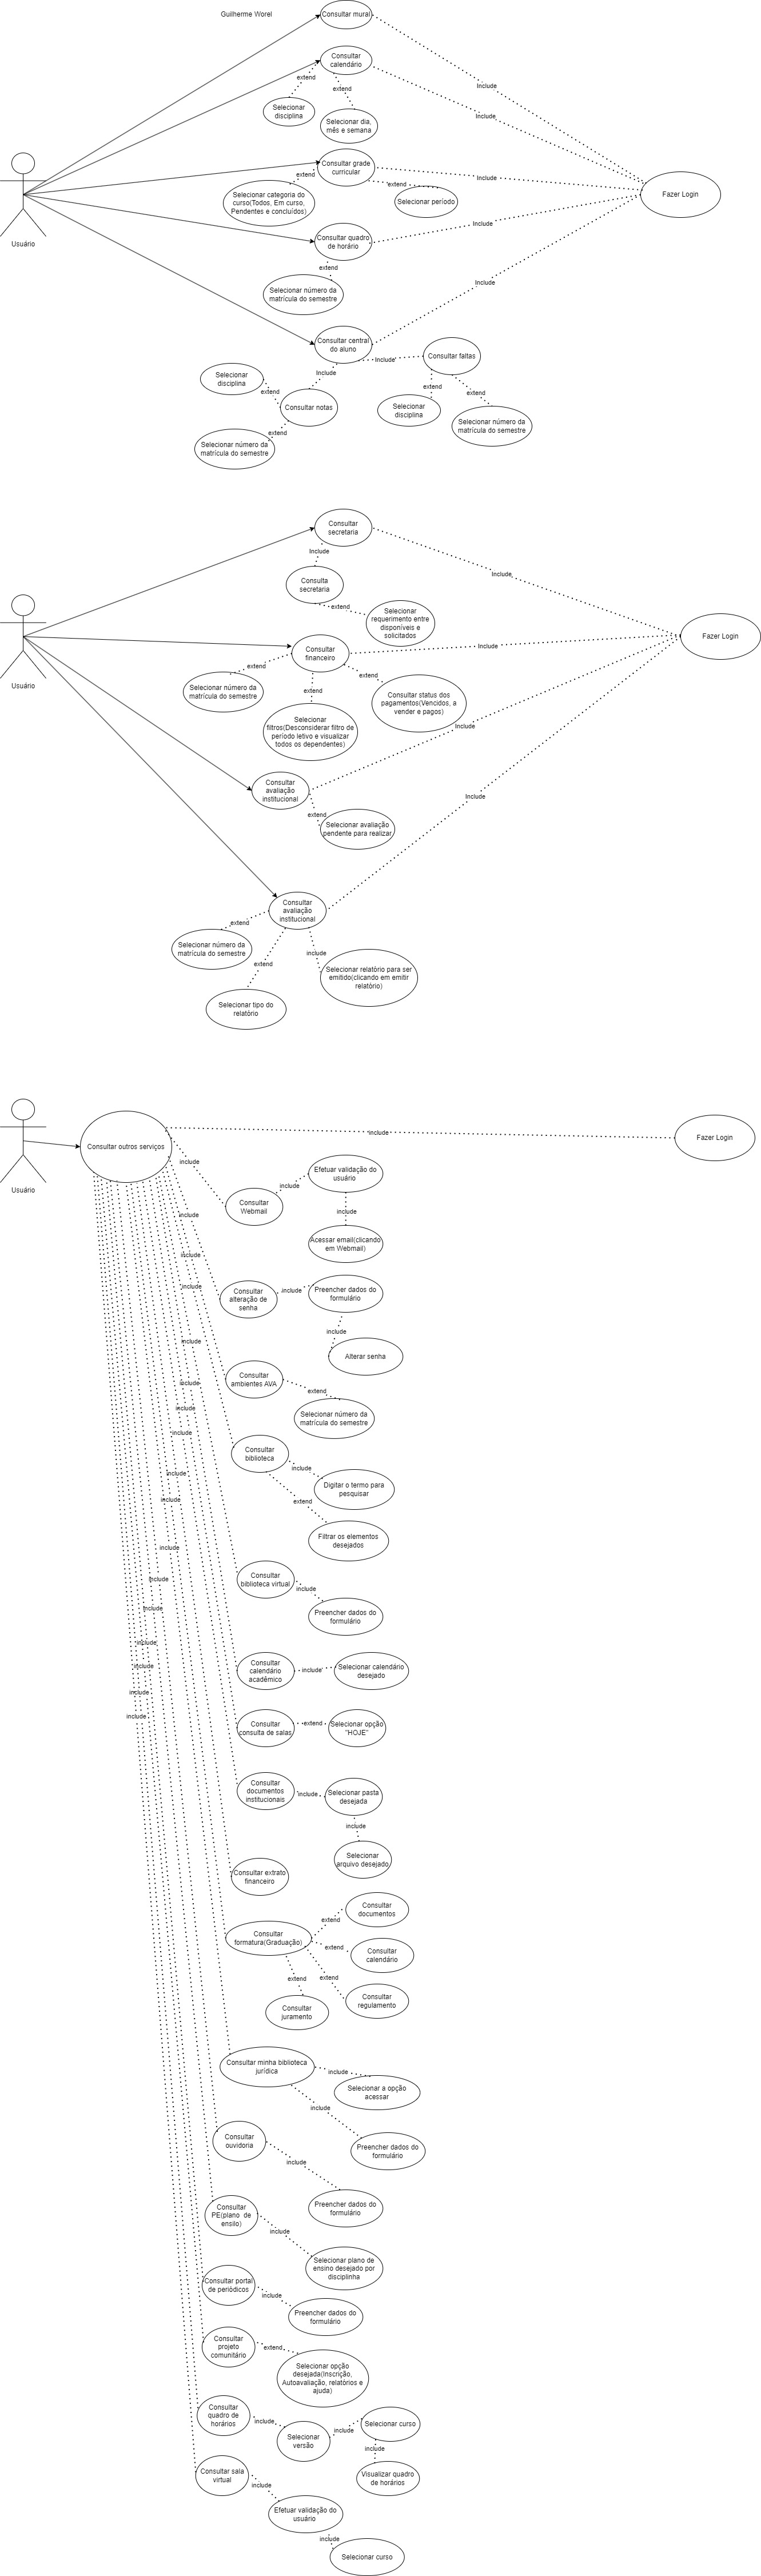 Guilherme Worel
Consultar mural
Include
Consultar
calendário
extend
extend
Include
Selecionar
disciplina
Selecionar dia,
mês e semana
Consultar grade
curricular
extend
extend
Include
Selecionar categoria do
curso(Todos, Em curso,
Pendentes e concluídos)
Selecionar período
Fazer Login
Usuário
Consultar quadro
de horário
Include
extend
Selecionar número da
matrícula do semestre
Include
Consultar central
do aluno
Include
Include
Consultar faltas
Selecionar
disciplina
extend
Consultar notas
extend
Selecionar número da
matrícula do semestre
extend
extend
Selecionar
disciplina
Selecionar número da
matrícula do semestre
Consultar
secretaria
Include
Include
Consulta
secretaria
extend
Selecionar
requerimento entre
disponíveis e
solicitados
Fazer Login
Usuário
Consultar
financeiro
Include
extend
extend
extend
Selecionar número da
matrícula do semestre
Consultar status dos
pagamentos(Vencidos, a
vender e pagos)
Selecionar
filtros(Desconsiderar filtro de
período letivo e visualizar
todos os dependentes)
Include
Consultar
avaliação
institucional
Include
extend
Selecionar avaliação
pendente para realizar
Consultar
avaliação
institucional
extend
Selecionar número da
matrícula do semestre
extend
include
Selecionar relatório para ser
emitido(clicando em emitir
relatório)
Selecionar tipo do
relatório
Usuário
Consultar outros serviços
include
Fazer Login
include
Consultar
Webmail
include
Efetuar validação do
usuário
include
Acessar email(clicando
em Webmail)
include
include
include
Consultar
alteração de
senha
include
Preencher dados do
formulário
include
Alterar senha
include
Consultar
ambientes AVA
extend
Selecionar número da
matrícula do semestre
include
include
include
Consultar
biblioteca
include
Digitar o termo para
pesquisar
extend
Filtrar os elementos
desejados
include
include
include
Consultar
biblioteca virtual
include
Preencher dados do
formulário
include
include
include
include
Consultar
calendário
acadêmico
include
Selecionar calendário
desejado
include
include
Consultar
consulta de salas
extend
Selecionar opção
"HOJE"
Consultar
documentos
institucionais
include
Selecionar pasta
desejada
include
Selecionar
arquivo desejado
Consultar extrato
financeiro
Consultar
formatura(Graduação)
extend
Consultar
documentos
extend
Consultar
calendário
extend
extend
Consultar
juramento
Consultar
regulamento
Consultar minha biblioteca
jurídica
include
Selecionar a opção
acessar
include
Preencher dados do
formulário
Consultar
ouvidoria
include
Preencher dados do
formulário
Consultar
PE(plano  de
ensilo)
include
Selecionar plano de
ensino desejado por
disciplinha
Consultar portal
de periódicos
include
Preencher dados do
formulário
Consultar
projeto
comunitário
extend
Selecionar opção
desejada(Inscrição,
Autoavaliação, relatórios e
ajuda)
Consultar
quadro de
horários
include
Selecionar
versão
include
Selecionar curso
include
Visualizar quadro
de horários
Consultar sala
virtual
include
Efetuar validação do
usuário
include
Selecionar curso